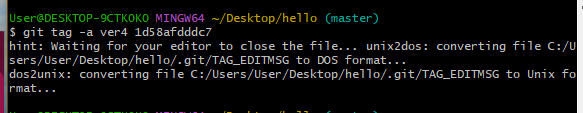 User@DESKTOP-9CTKOKO MINGW64 ~/Desktop/hello (master)
$ git tag -a ver4 1d58afdddc7
hint: Waiting for your editor to close the file... unix2dos: converting file C:/U
sers/User/Desktop/hello/.git/TAG_EDITMSG to DOS format...
dos2unix: converting file C:/Users/User/Desktop/hello/.git/TAG_EDITMSG to Unix fo
rmat...